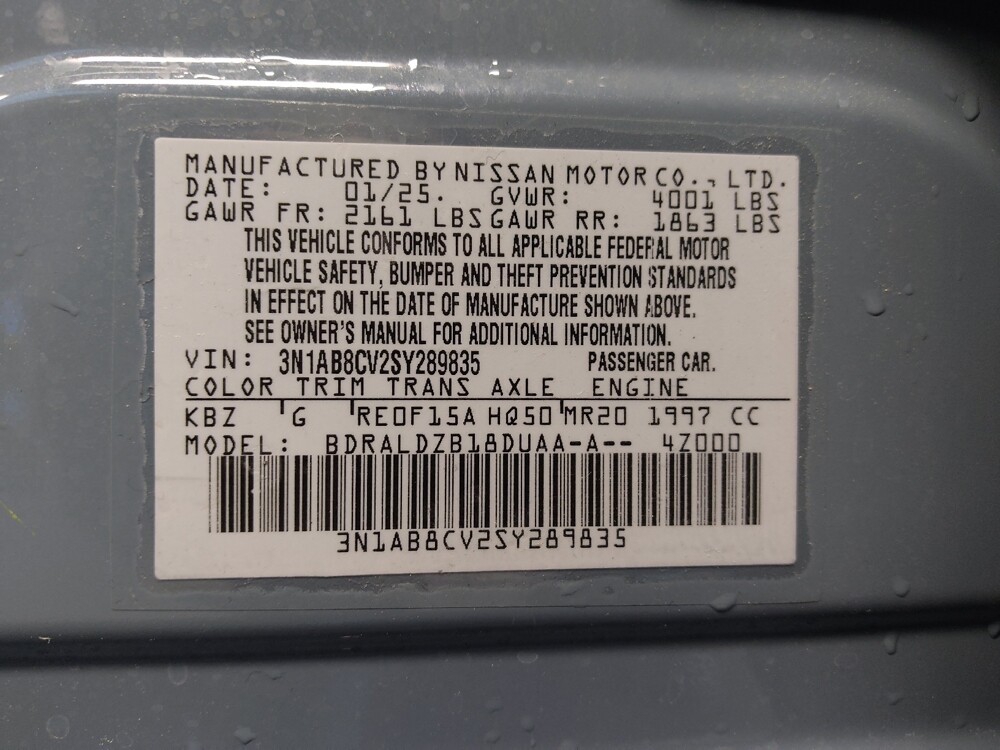 MANUFACTURED BY NISSAN MOTOR CO., LTD.
DATE: 01/25. GVWR: 4001 LBS
GAWR FR: 2161 LBS GAWR RR: 1863 LBS
THIS VEHICLE CONFORMS TO ALL APPLICABLE FEDERAL MOTOR
VEHICLE SAFETY, BUMPER AND THEFT PREVENTION STANDARDS
IN EFFECT ON THE DATE OF MANUFACTURE SHOWN ABOVE.
SEE OWNER'S MANUAL FOR ADDITIONAL INFORMATION.
VIN: 3N1AB8CV2SY289835 PASSENGER CAR.
COLOR TRIM TRANS AXLE ENGINE
KBZ G RE0F15A HQ50 MR20 1997 CC
MODEL: BDRALDZB18DUAA-A-- 4Z000
3N1AB8CV2SY289835